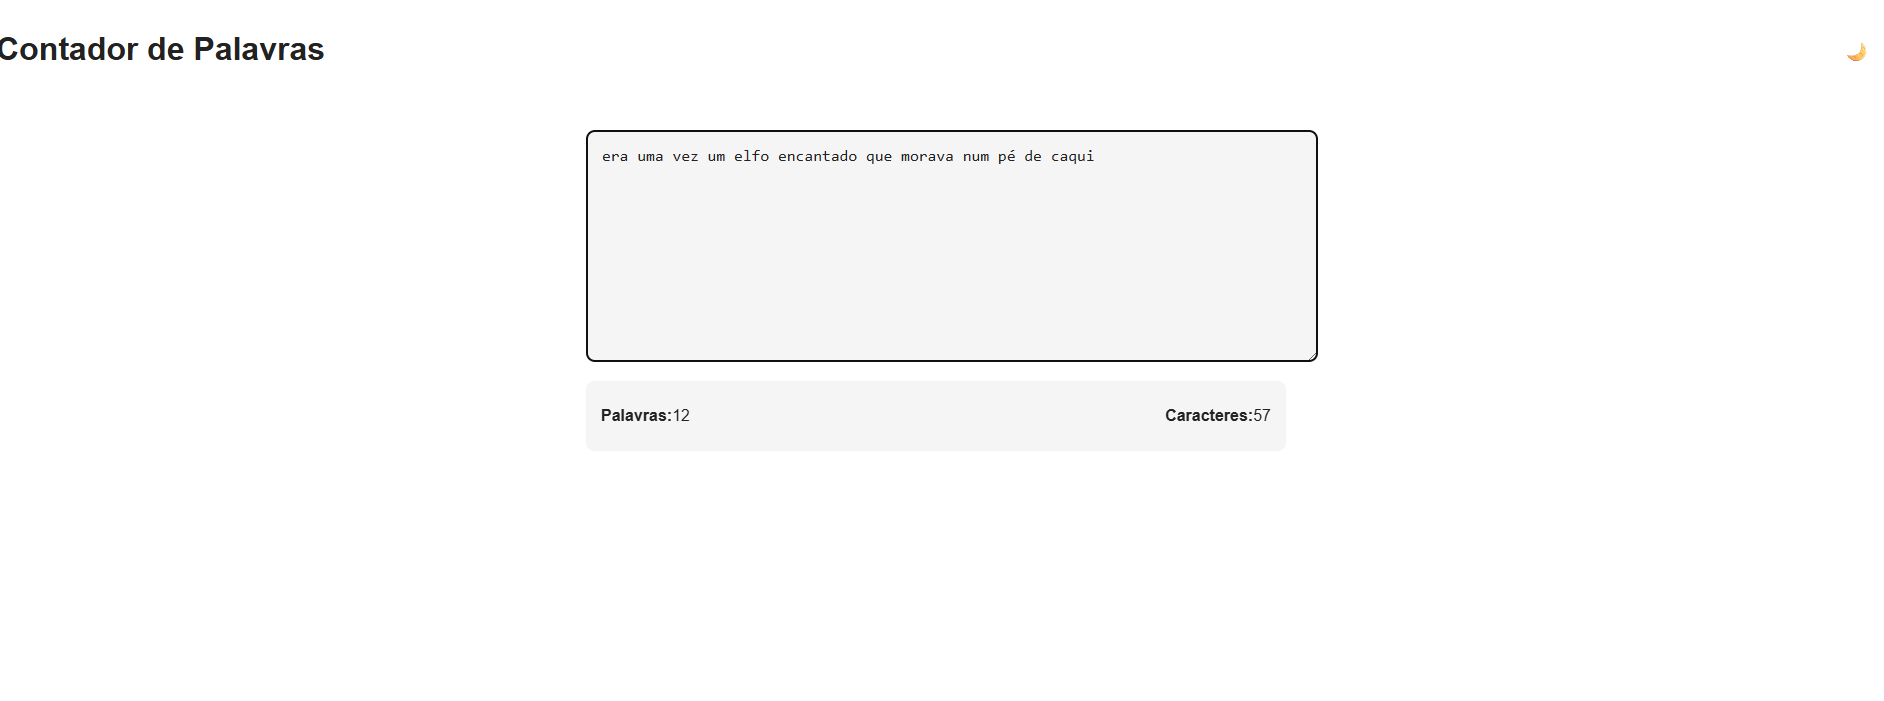 Contador de Palavras
era uma vez um elfo encantado que morava num pé de caqui
Palavras:12
Caracteres:57